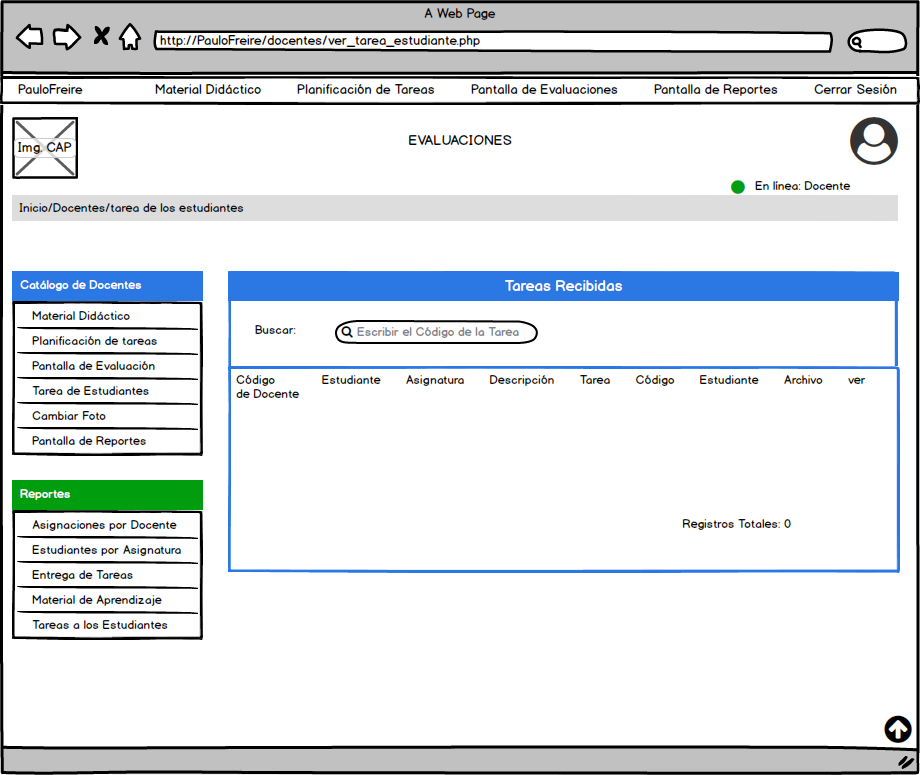 A Web Page
http://PauloFreire/docentes/ver_tarea_estudiante.php
PauloFreire Material Didáctico Planificación de Tareas Pantalla de Evaluaciones Pantalla de Reportes Cerrar Sesión
Img. CAP
EVALUACIONES
En línea: Docente
Inicio/Docentes/tarea de los estudiantes
Catálogo de Docentes
Material Didáctico
Planificación de tareas
Pantalla de Evaluación
Tarea de Estudiantes
Cambiar Foto
Pantalla de Reportes
Reportes
Asignaciones por Docente
Estudiantes por Asignatura
Entrega de Tareas
Material de Aprendizaje
Tareas a los Estudiantes
Tareas Recibidas
Buscar: Escribir el Código de la Tarea
Código Estudiante Asignatura Descripción Tarea Código Estudiante Archivo ver
de Docente
Registros Totales: 0